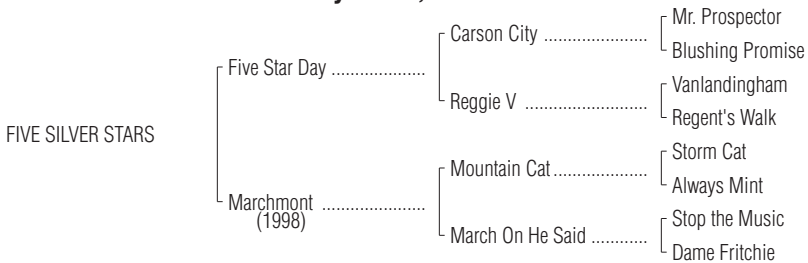 Mr. Prospector
Carson City ......................
Blushing Promise
Five Star Day ....................
Vanlandingham
Reggie V ..........................
Regent's Walk
FIVE SILVER STARS
Storm Cat
Mountain Cat....................
Always Mint
Marchmont ......................
(1998)
Stop the Music
March On He Said ............
Dame Fritchie